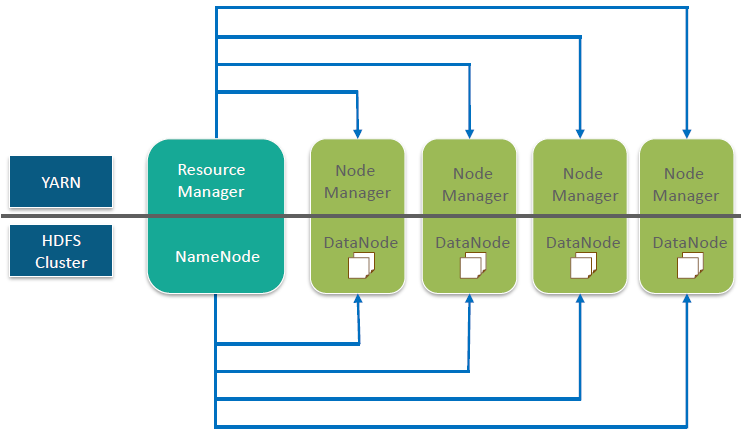 YARN
Resource
Manager
Node
Manager
Node
Manager
Node
Manager
Node
Manager
HDFS
Cluster
NameNode
DataNode
DataNode
DataNode
DataNode